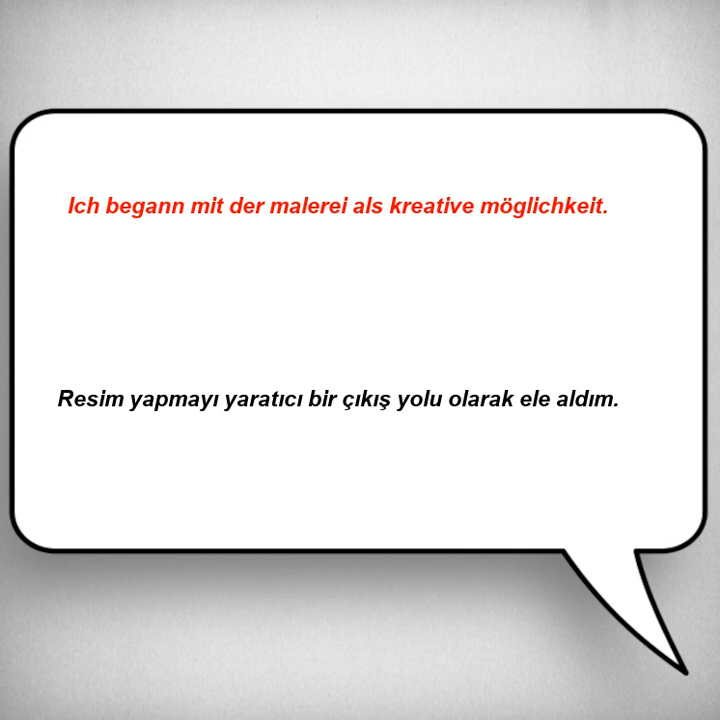 Ich begann mit der malerei als kreative möglichkeit.
Resim yapmayı yaratıcı bir çıkış yolu olarak ele aldım.